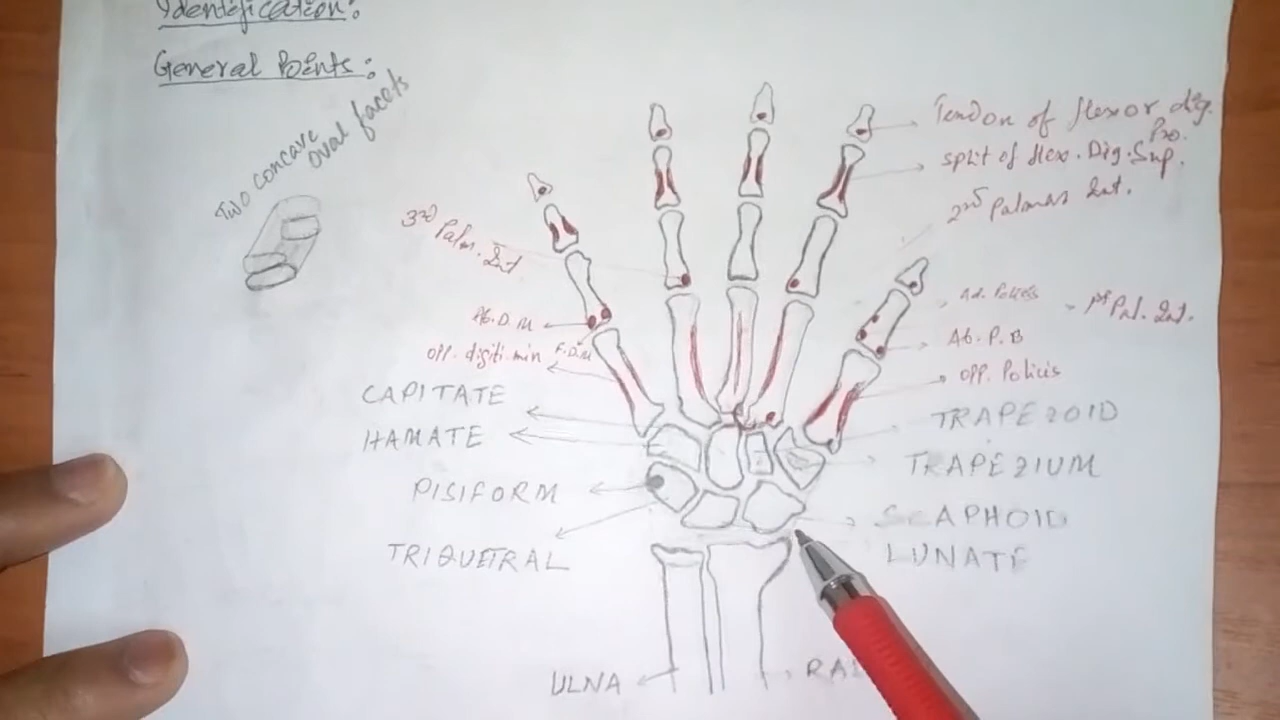 Identification:
General Points:
Two concave
oval facets
Tendon of flexor dig.
Pro.
split of flex. Dig. Sup.
2nd Palmar Int.
3rd Palm. Int.
Ab. D. M
opp. digiti. min
F. D. M
Ad. Policis
1st Pal. Int.
Ab. P. B
opp. Policis
CAPITATE
HAMATE
PISIFORM
TRIQUETRAL
TRAPEZOID
TRAPEZIUM
SCAPHOID
LUNATE
ULNA